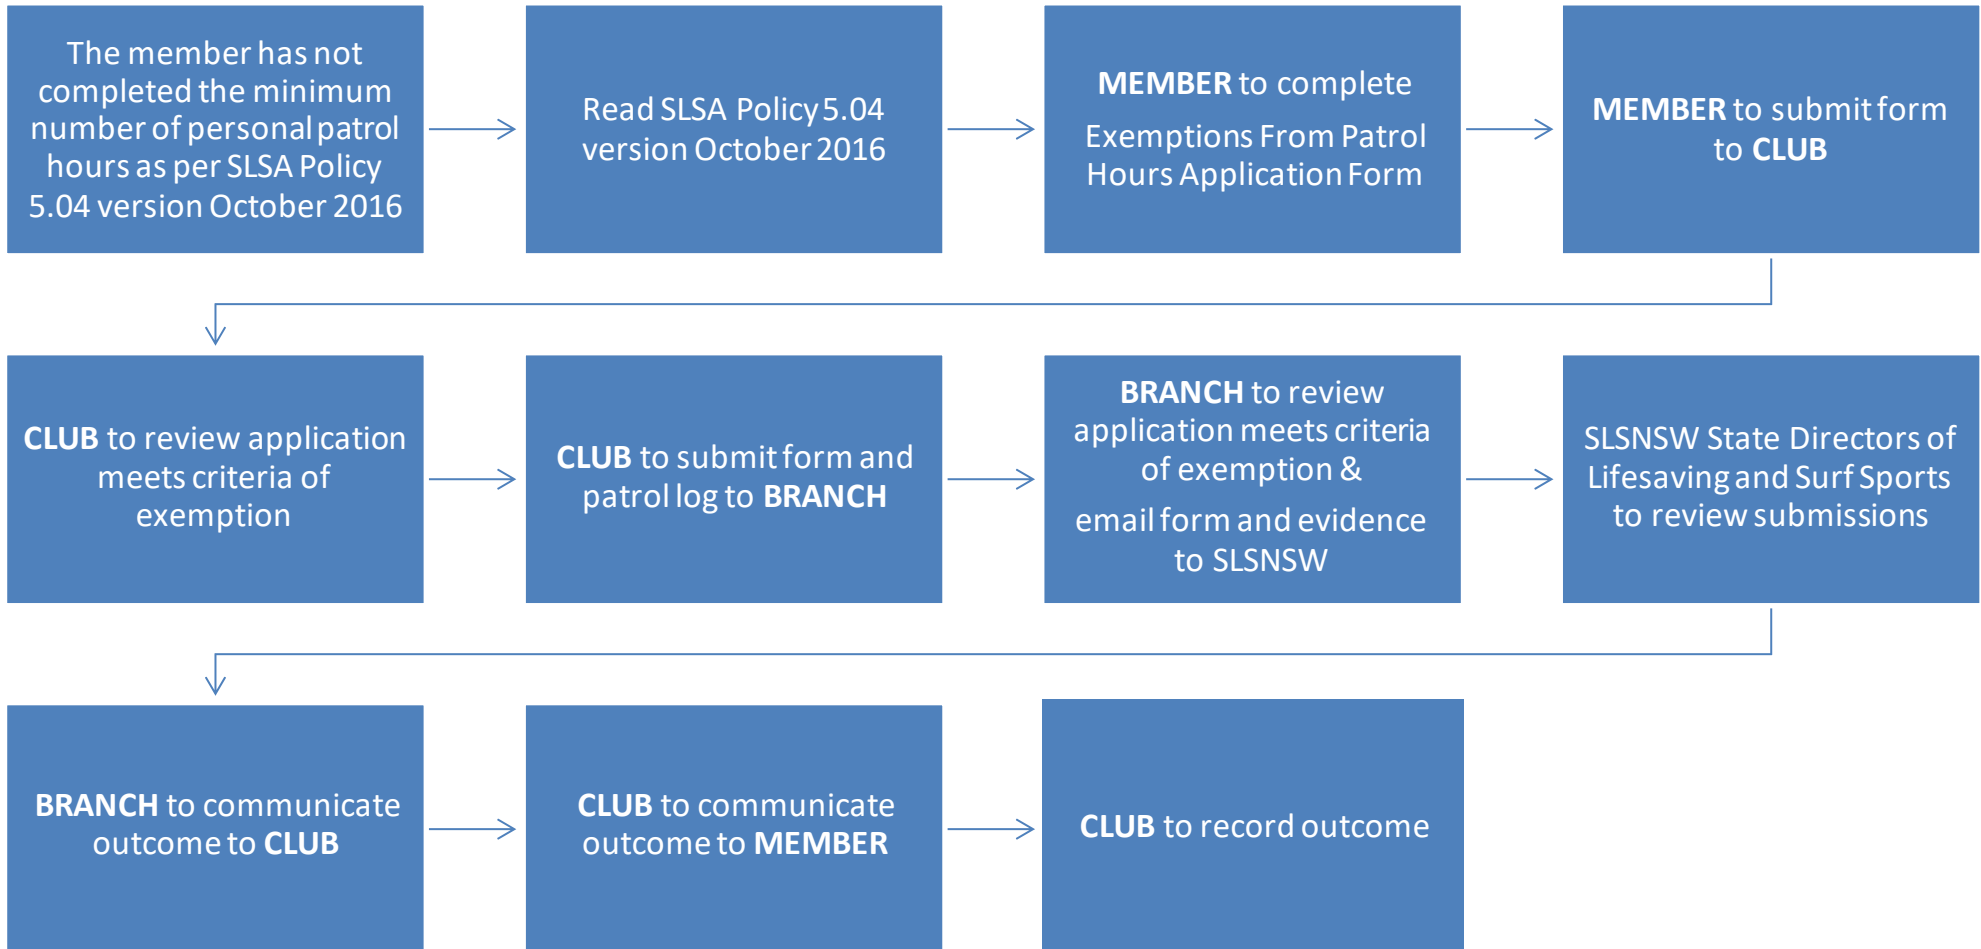 The member has not
completed the minimum
number of personal patrol
hours as per SLSA Policy
5.04 version October 2016
Read SLSA Policy 5.04
version October 2016
MEMBER to complete
Exemptions From Patrol
Hours Application Form
MEMBER to submit form
to CLUB
CLUB to review application
meets criteria of
exemption
CLUB to submit form and
patrol log to BRANCH
BRANCH to review
application meets criteria
of exemption &
email form and evidence
to SLSNSW
SLSNSW State Directors of
Lifesaving and Surf Sports
to review submissions
BRANCH to communicate
outcome to CLUB
CLUB to communicate
outcome to MEMBER
CLUB to record outcome